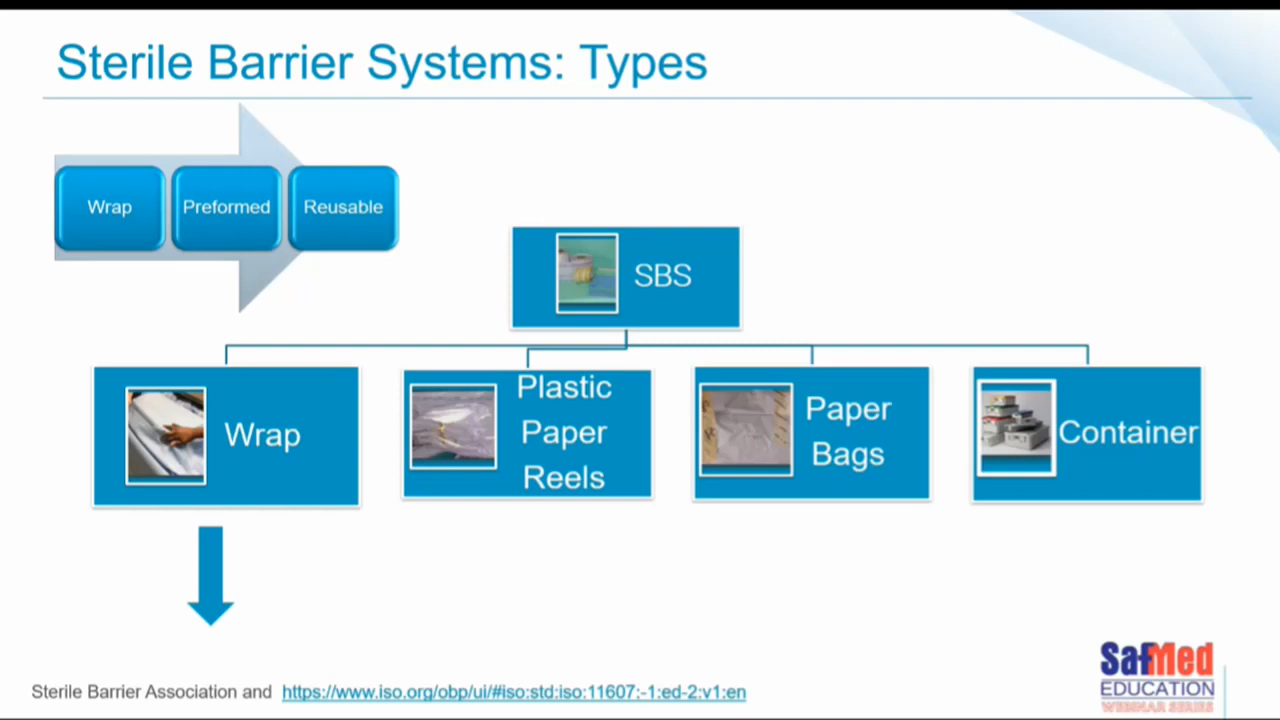 Sterile Barrier Systems: Types
Wrap
Preformed
Reusable
SBS
Wrap
Plastic
Paper
Reels
Paper
Bags
Container
Sterile Barrier Association and https://www.iso.org/obp/ui/#iso:std:iso:11607:-1:ed-2:v1:en
SafMed
EDUCATION
WEBINAR SERIES